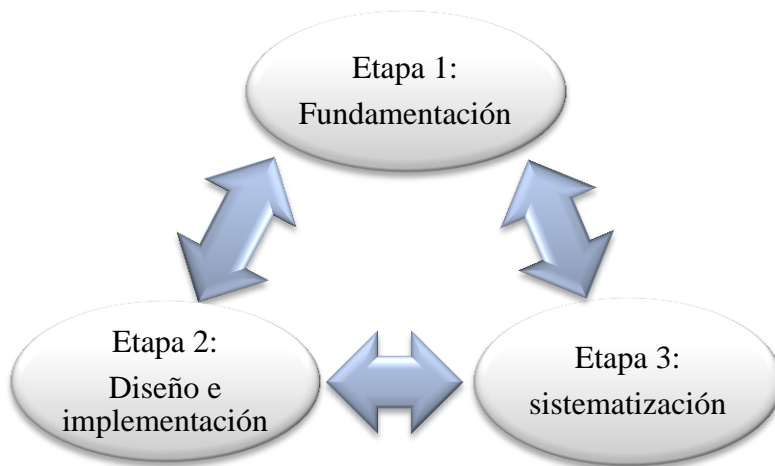 Etapa 1:
Fundamentación
Etapa 2:
Diseño e
implementación
Etapa 3:
sistematización